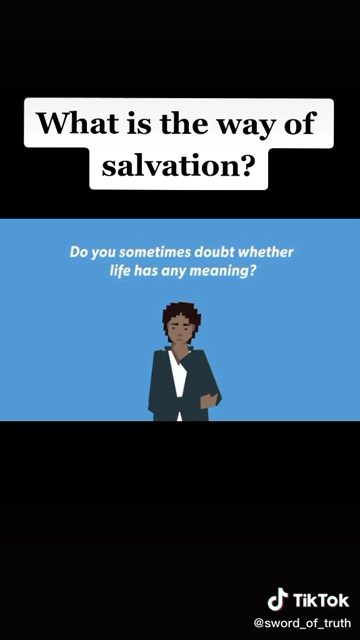 What is the way of
salvation?
Do you sometimes doubt whether
life has any meaning?
TikTok
@sword_of_truth